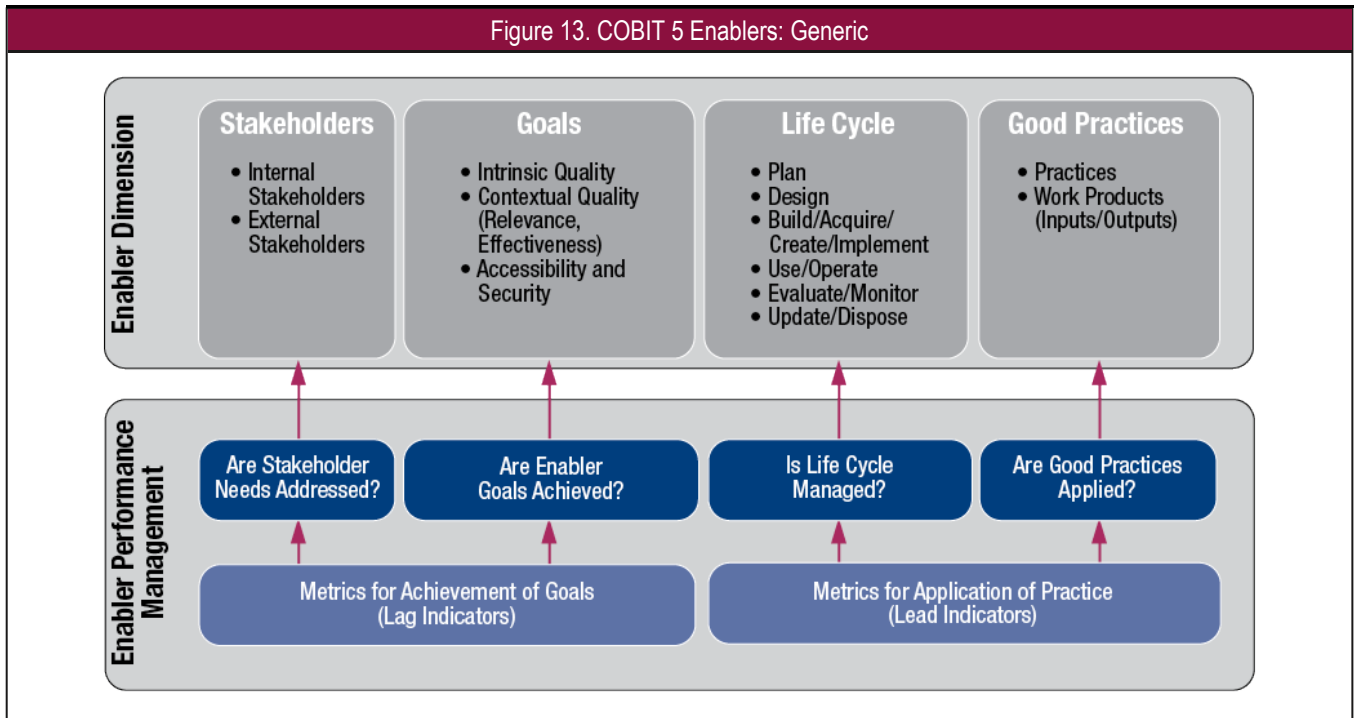 Figure 13. COBIT 5 Enablers: Generic
Enabler Dimension
Stakeholders
• Internal
Stakeholders
• External
Stakeholders
Goals
• Intrinsic Quality
• Contextual Quality
(Relevance,
Effectiveness)
• Accessibility and
Security
Life Cycle
• Plan
• Design
• Build/Acquire/
Create/Implement
• Use/Operate
• Evaluate/Monitor
• Update/Dispose
Good Practices
• Practices
• Work Products
(Inputs/Outputs)
Enabler Performance
Management
Are Stakeholder
Needs Addressed?
Are Enabler
Goals Achieved?
Is Life Cycle
Managed?
Are Good Practices
Applied?
Metrics for Achievement of Goals
(Lag Indicators)
Metrics for Application of Practice
(Lead Indicators)